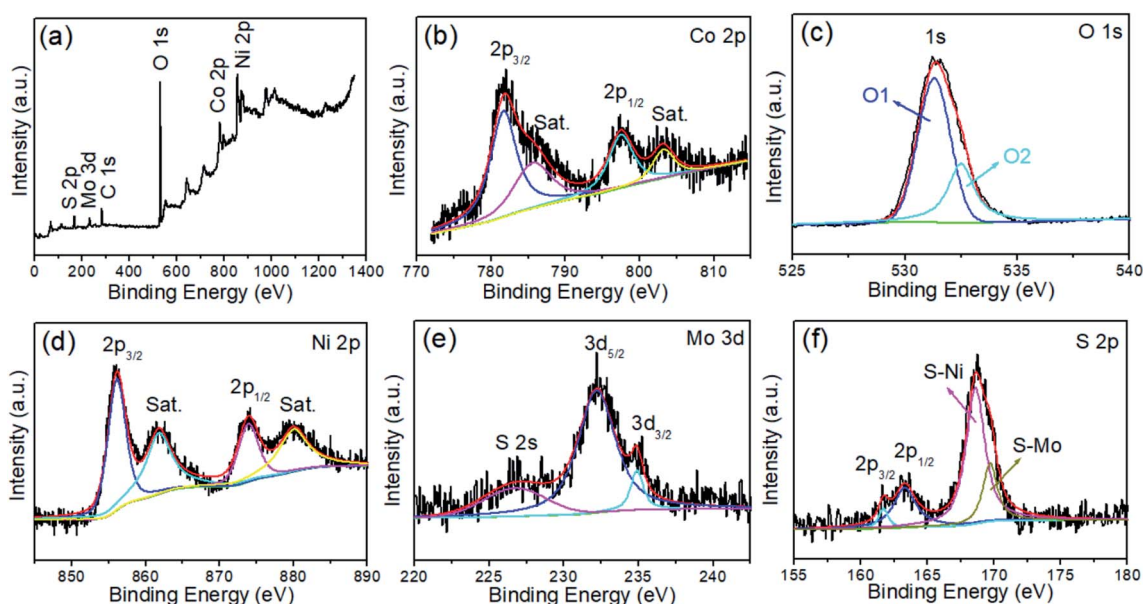 (a)
O 1s
Ni 2p
Co 2p
S 2p
Mo 3d
C 1s
Intensity (a.u.)
0 200 400 600 800 1000 1200 1400
Binding Energy (eV)
(b)
Co 2p
2p3/2
Sat.
2p1/2
Sat.
Intensity (a.u.)
770 780 790 800 810
Binding Energy (eV)
(c)
O 1s
1s
O1
O2
Intensity (a.u.)
525 530 535 540
Binding Energy (eV)
(d)
Ni 2p
2p3/2
Sat.
2p1/2
Sat.
Intensity (a.u.)
850 860 870 880 890
Binding Energy (eV)
(e)
Mo 3d
3d5/2
3d3/2
S 2s
Intensity (a.u.)
220 225 230 235 240
Binding Energy (eV)
(f)
S 2p
S-Ni
S-Mo
2p3/2
2p1/2
Intensity (a.u.)
155 160 165 170 175 180
Binding Energy (eV)